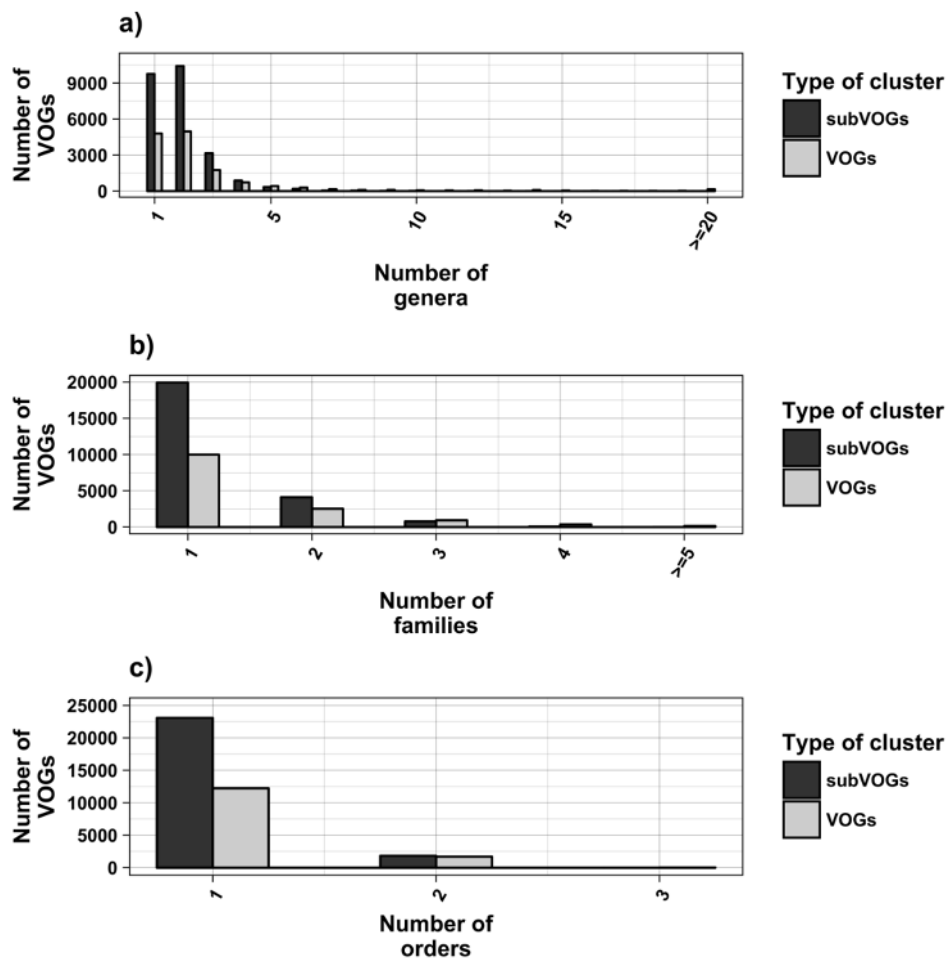 a)
Number of
VOGs
9000
6000
3000
0
1
5
10
15
>=20
Number of
genera
Type of cluster
subVOGs
VOGs
b)
Number of
VOGs
20000
15000
10000
5000
0
1
2
3
4
>=5
Number of
families
Type of cluster
subVOGs
VOGs
c)
Number of
VOGs
25000
20000
15000
10000
5000
0
1
2
3
Number of
orders
Type of cluster
subVOGs
VOGs